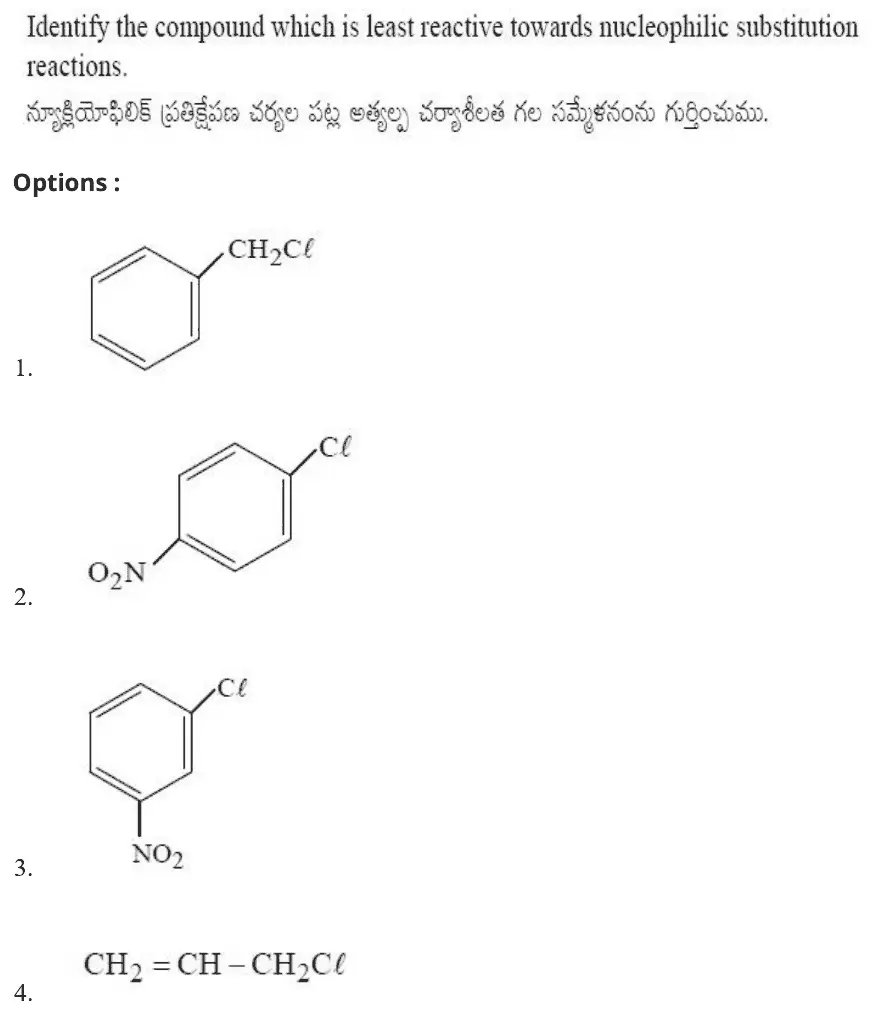 Identify the compound which is least reactive towards nucleophilic substitution
reactions.
న్యూక్లియోఫిలిక్ ప్రతిక్షేపణ చర్యల పట్ల అత్యల్ప చర్యాశీలత గల సమ్మేళనంను గుర్తించుము.
Options :
CH₂Cℓ
1.
Cℓ
O₂N
2.
Cℓ
NO₂
3.
CH₂ = CH – CH₂Cℓ
4.